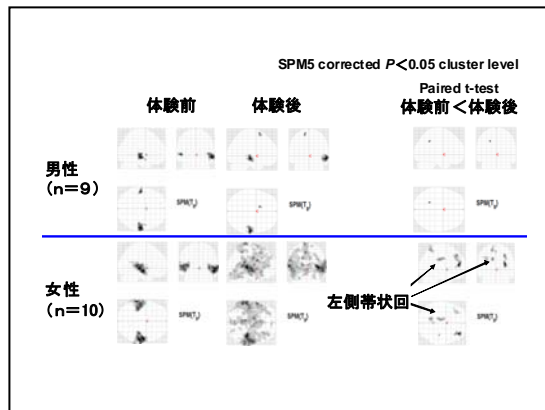 SPM5 corrected P<0.05 cluster level
Paired t-test
体験前 体験後 体験前<体験後
男性
(n=9)
SPM(T₈) SPM(T₈) SPM(T₈)
女性
(n=10)
左側帯状回
SPM(T₉) SPM(T₉) SPM(T₉)